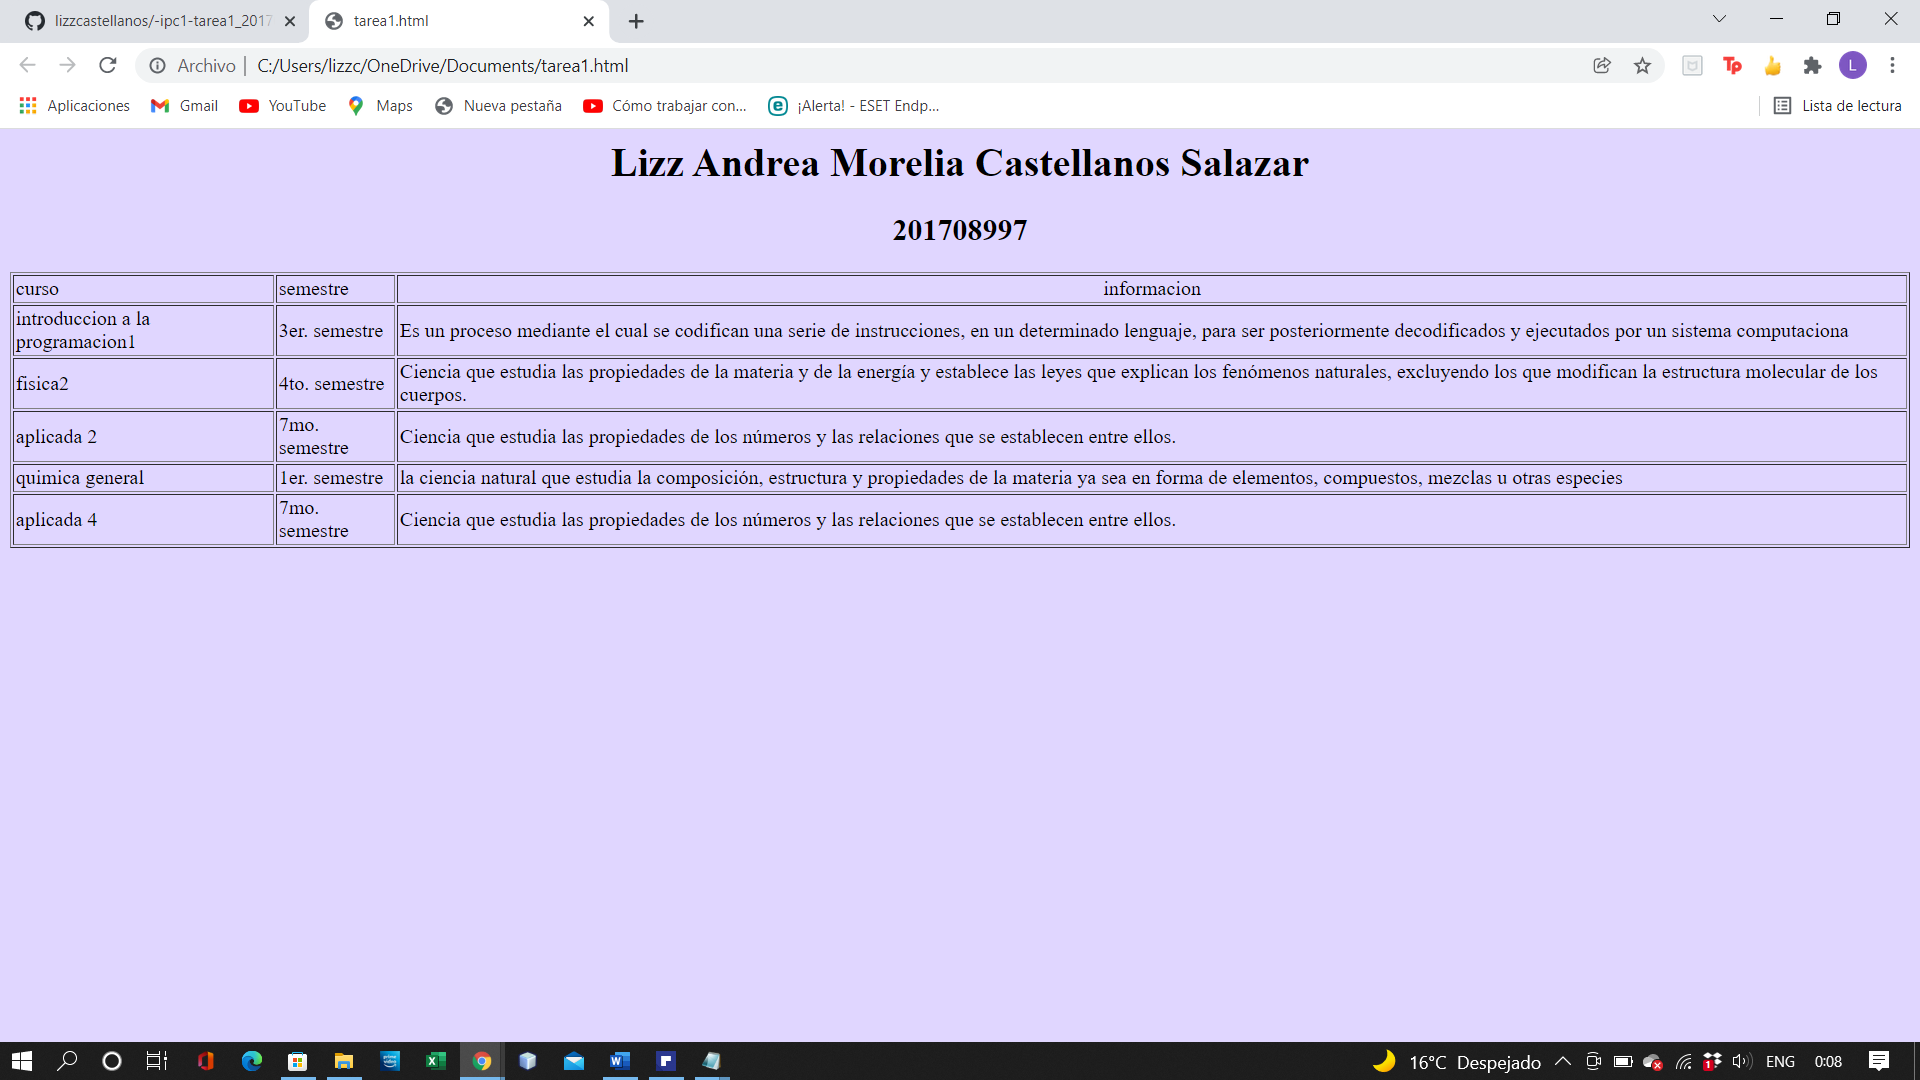 lizzcastellanos/-ipc1-tarea1_2017
tarea1.html
Archivo | C:/Users/lizzc/OneDrive/Documents/tarea1.html
Tp
L
Aplicaciones
Gmail
YouTube
Maps
Nueva pestaña
Cómo trabajar con...
¡Alerta! - ESET Endp...
Lista de lectura
Lizz Andrea Morelia Castellanos Salazar
201708997
curso semestre informacion
introduccion a la
programacion1
3er. semestre
Es un proceso mediante el cual se codifican una serie de instrucciones, en un determinado lenguaje, para ser posteriormente decodificados y ejecutados por un sistema computaciona
fisica2
4to. semestre
Ciencia que estudia las propiedades de la materia y de la energía y establece las leyes que explican los fenómenos naturales, excluyendo los que modifican la estructura molecular de los
cuerpos.
aplicada 2
7mo.
semestre
Ciencia que estudia las propiedades de los números y las relaciones que se establecen entre ellos.
quimica general
1er. semestre
la ciencia natural que estudia la composición, estructura y propiedades de la materia ya sea en forma de elementos, compuestos, mezclas u otras especies
aplicada 4
7mo.
semestre
Ciencia que estudia las propiedades de los números y las relaciones que se establecen entre ellos.
16°C Despejado
ENG
0:08